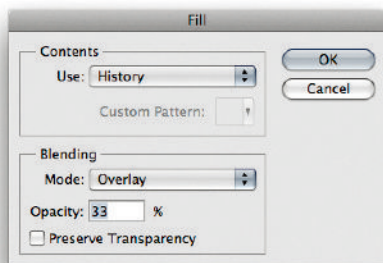 Fill
Contents
Use: History
Custom Pattern:
OK
Cancel
Blending
Mode: Overlay
Opacity: 33 %
Preserve Transparency